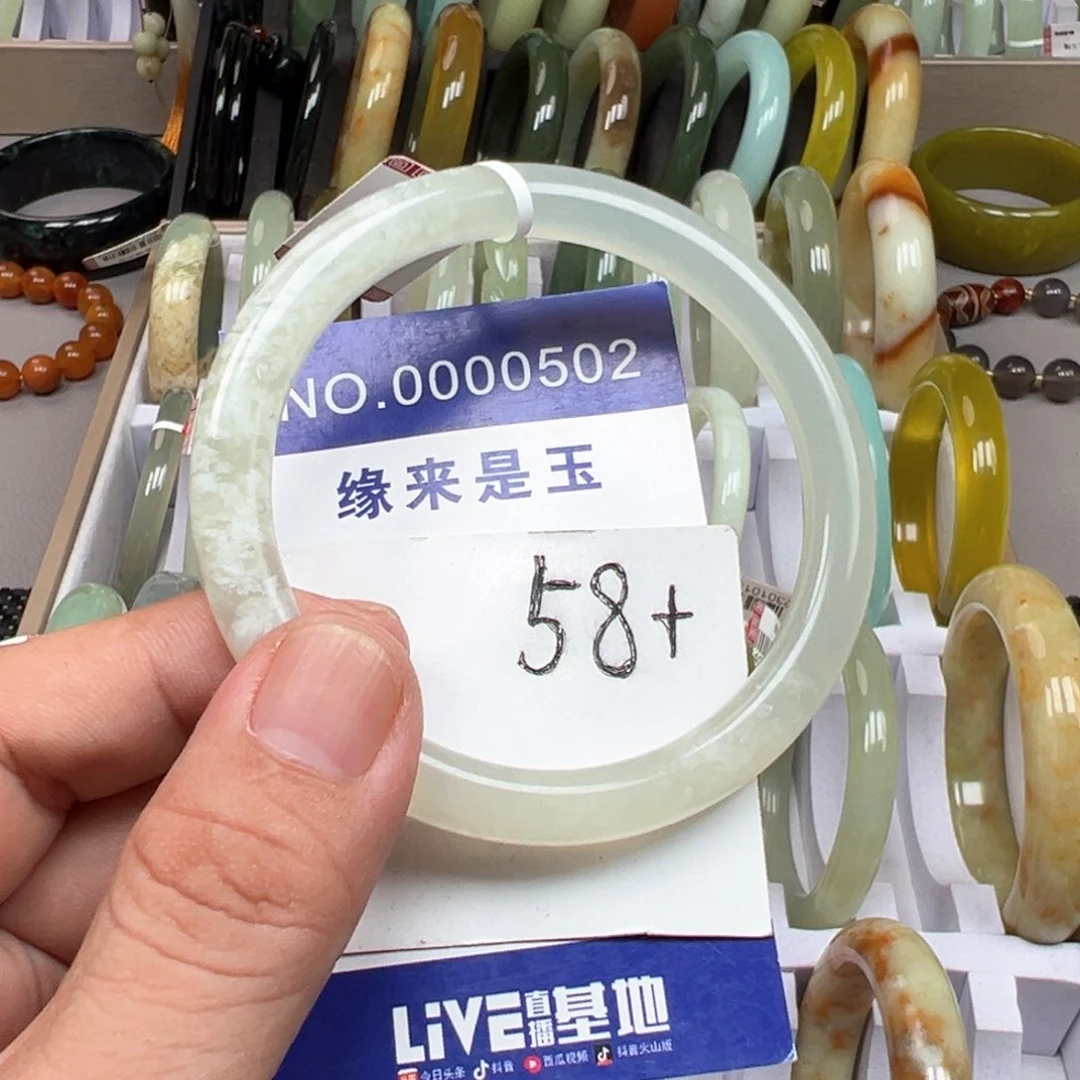 NO.0000502
缘来是玉
58+
LiVE直播基地
今日头条 抖音 西瓜视频 抖音火山版